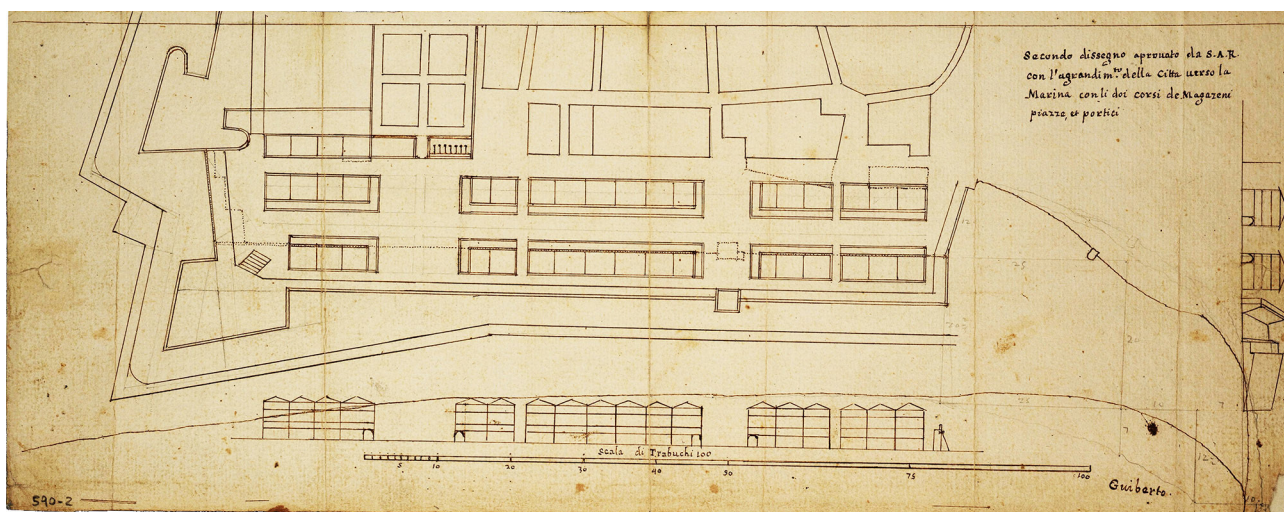 Secondo dissegno aprouato da S.A.R.
con l'agrandim.to della Citta uerso la
Marina con li doi corsi de Magazeni
piazze, et portici
Scala di Trabuchi 100
5 10 20 30 40 50 75 100
Guiberto.
590-2